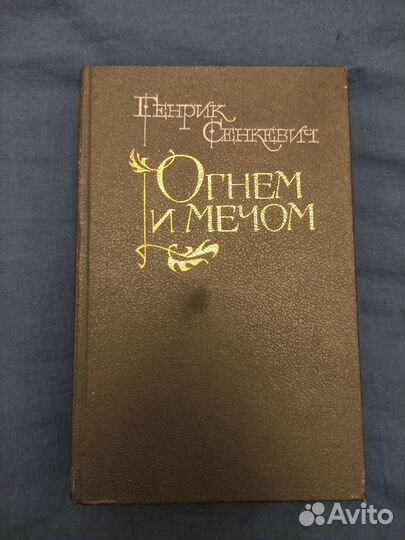 Генрик
Сенкевич
Огнем
и мечом
Avito